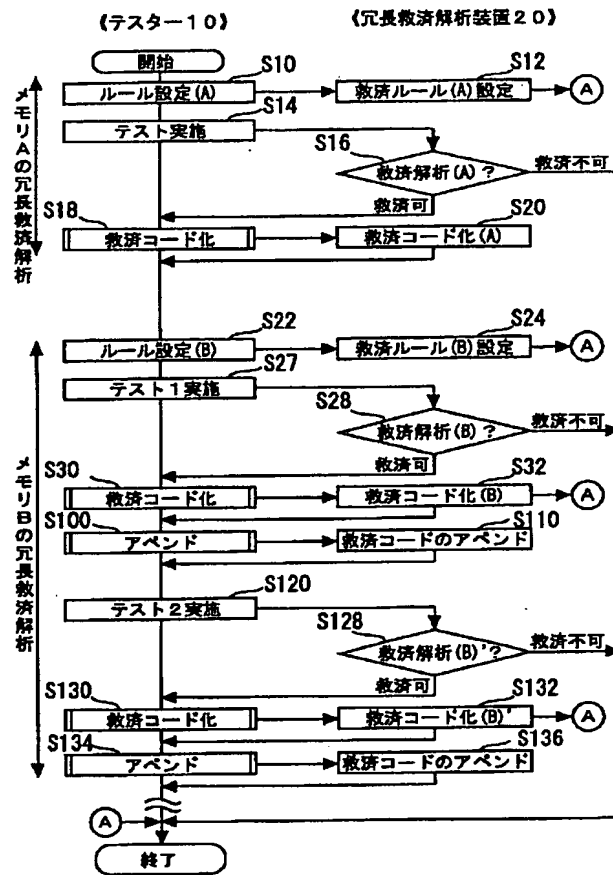 《テスター10》
《冗長救済解析装置20》
開始
S10
S12
ルール設定(A)
救済ルール(A)設定
A
S14
テスト実施
S16
救済解析(A)?
救済不可
救済可
メモリAの冗長救済解析
S18
S20
救済コード化
救済コード化(A)
S22
S24
ルール設定(B)
救済ルール(B)設定
A
S27
テスト1実施
S28
救済解析(B)?
救済不可
救済可
メモリBの冗長救済解析
S30
S32
救済コード化
救済コード化(B)
A
S100
S110
アペンド
救済コードのアペンド
S120
テスト2実施
S128
救済解析(B)'?
救済不可
救済可
S130
S132
救済コード化
救済コード化(B)'
A
S134
S136
アペンド
救済コードのアペンド
A
終了